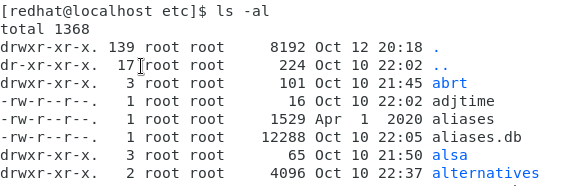 [redhat@localhost etc]$ ls -al
total 1368
drwxr-xr-x. 139 root root     8192 Oct 12 20:18 .
dr-xr-xr-x.  17 root root      224 Oct 10 22:02 ..
drwxr-xr-x.   3 root root      101 Oct 10 21:45 abrt
-rw-r--r--.   1 root root       16 Oct 10 22:02 adjtime
-rw-r--r--.   1 root root     1529 Apr  1  2020 aliases
-rw-r--r--.   1 root root    12288 Oct 10 22:05 aliases.db
drwxr-xr-x.   3 root root       65 Oct 10 21:50 alsa
drwxr-xr-x.   2 root root     4096 Oct 10 22:37 alternatives